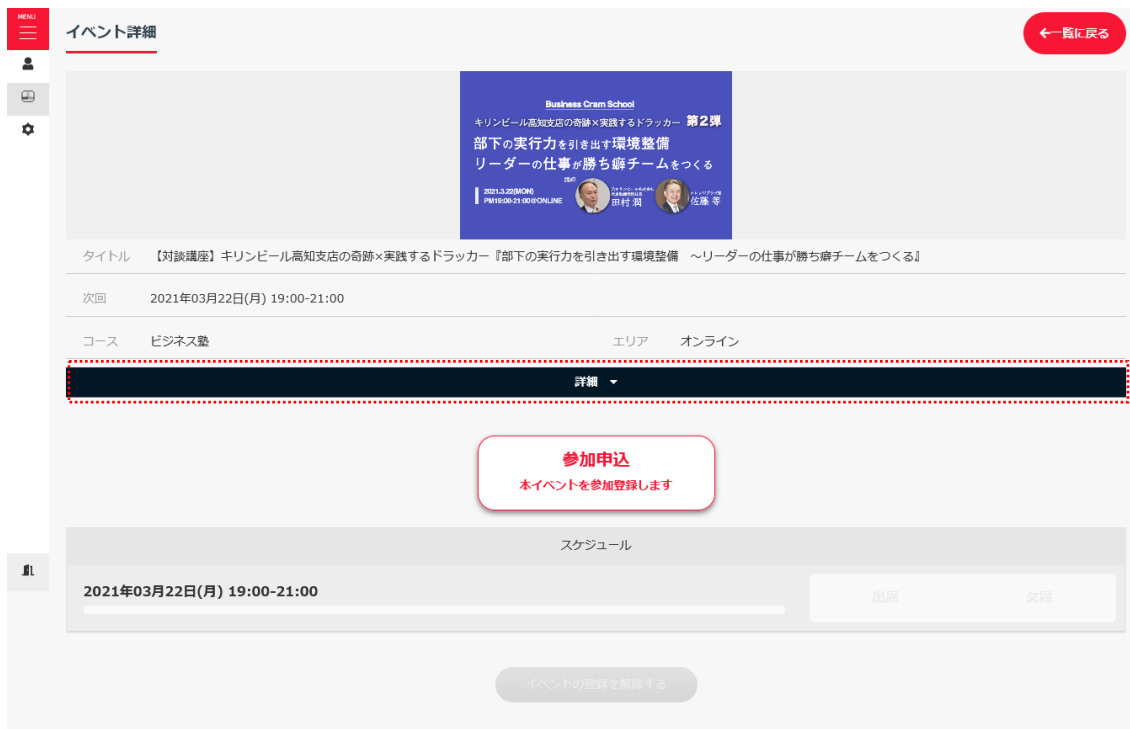 MENU
イベント詳細
←一覧に戻る
Business Cram School
キリンビール高知支店の奇跡×実践するドラッカー 第2弾
部下の実行力を引き出す環境整備
リーダーの仕事が勝ち癖チームをつくる
2021.3.22(MON)
PM19:00-21:00@ONLINE
田村 潤
佐藤 等
タイトル 【対談講座】キリンビール高知支店の奇跡×実践するドラッカー『部下の実行力を引き出す環境整備 ～リーダーの仕事が勝ち癖チームをつくる』
次回 2021年03月22日(月) 19:00-21:00
コース ビジネス塾 エリア オンライン
詳細
参加申込
本イベントを参加登録します
スケジュール
2021年03月22日(月) 19:00-21:00
出席 欠席
イベントの登録を解除する